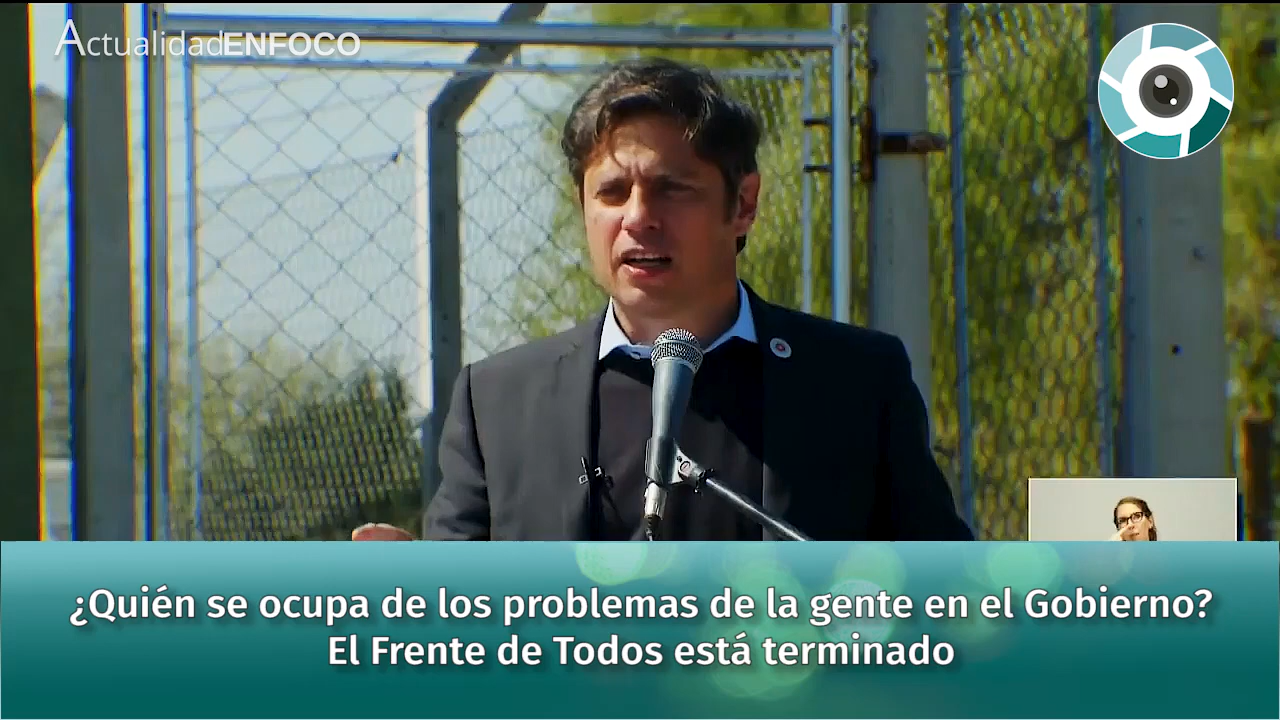 ActualidadENFOCO
¿Quién se ocupa de los problemas de la gente en el Gobierno?
El Frente de Todos está terminado